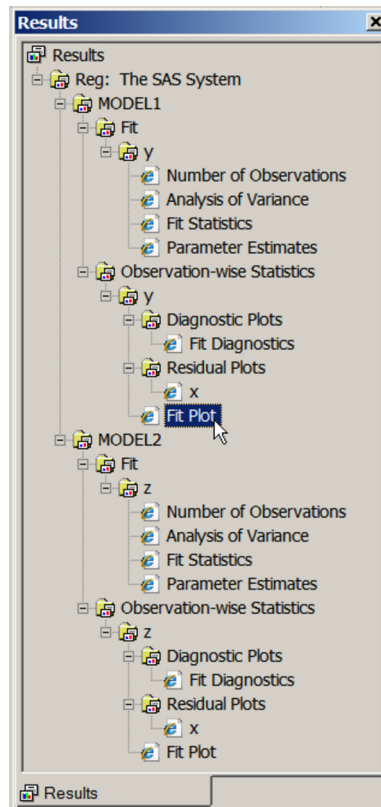 Results
Results
Reg: The SAS System
MODEL1
Fit
y
Number of Observations
Analysis of Variance
Fit Statistics
Parameter Estimates
Observation-wise Statistics
y
Diagnostic Plots
Fit Diagnostics
Residual Plots
x
Fit Plot
MODEL2
Fit
z
Number of Observations
Analysis of Variance
Fit Statistics
Parameter Estimates
Observation-wise Statistics
z
Diagnostic Plots
Fit Diagnostics
Residual Plots
x
Fit Plot
Results